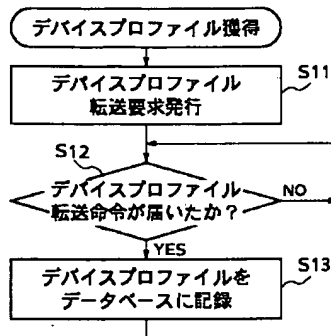 デバイスプロファイル獲得
デバイスプロファイル
転送要求発行
S11
S12
デバイスプロファイル
転送命令が届いたか？
NO
YES
デバイスプロファイルを
データベースに記録
S13